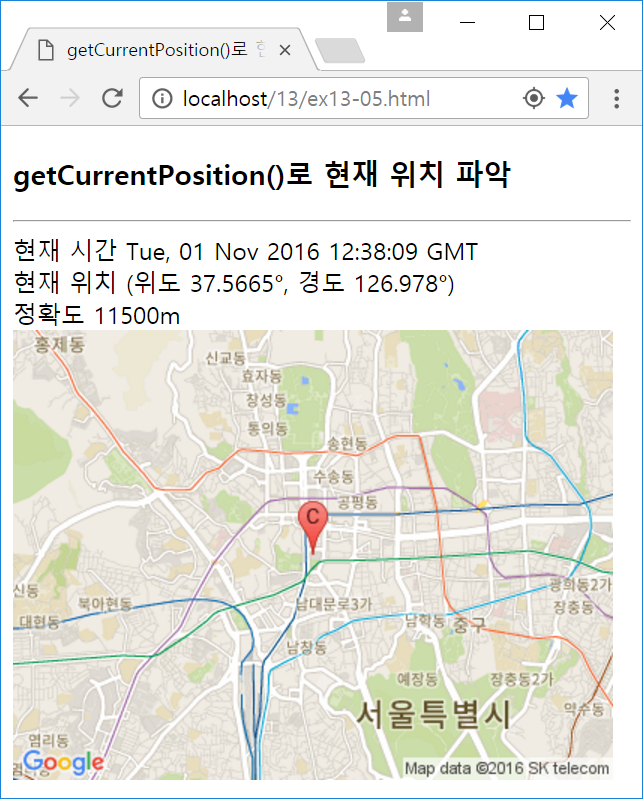 getCurrentPosition()로 현
localhost/13/ex13-05.html
getCurrentPosition()로 현재 위치 파악
현재 시간 Tue, 01 Nov 2016 12:38:09 GMT
현재 위치 (위도 37.5665°, 경도 126.978°)
정확도 11500m
홍제동
신교동
효자동
창성동
통의동
송현동
수송동
공평동
C
신동
북아현동
대현동
남대문로3가
광희동2가
장충동
남학동
중구
남창동
예장동
장충동2가
서울특별시
약수동
염리동
Google
Map data ©2016 SK telecom